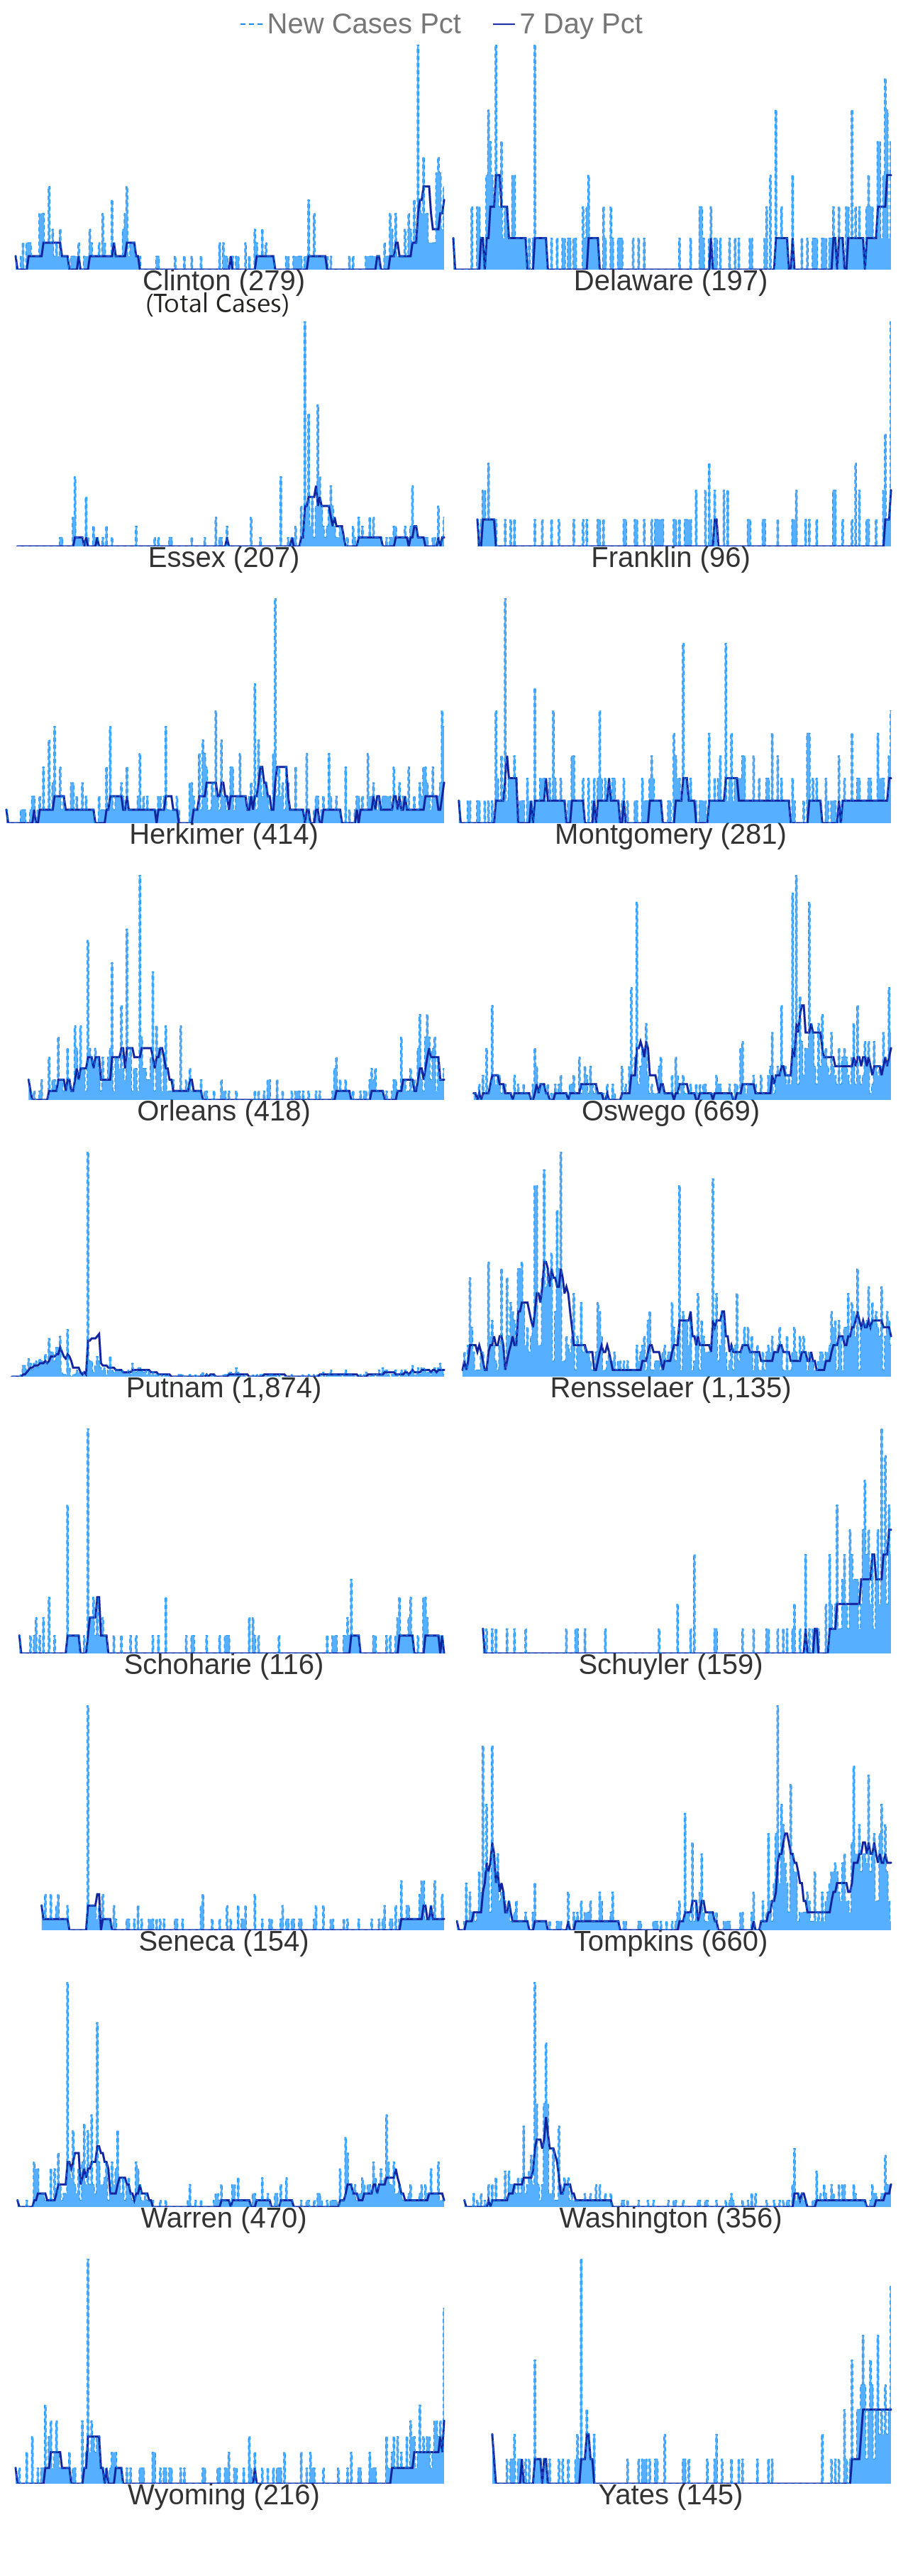 New Cases Pct 7 Day Pct
Clinton (279) Delaware (197)
(Total Cases)
Essex (207) Franklin (96)
Herkimer (414) Montgomery (281)
Orleans (418) Oswego (669)
Putnam (1,874) Rensselaer (1,135)
Schoharie (116) Schuyler (159)
Seneca (154) Tompkins (660)
Warren (470) Washington (356)
Wyoming (216) Yates (145)